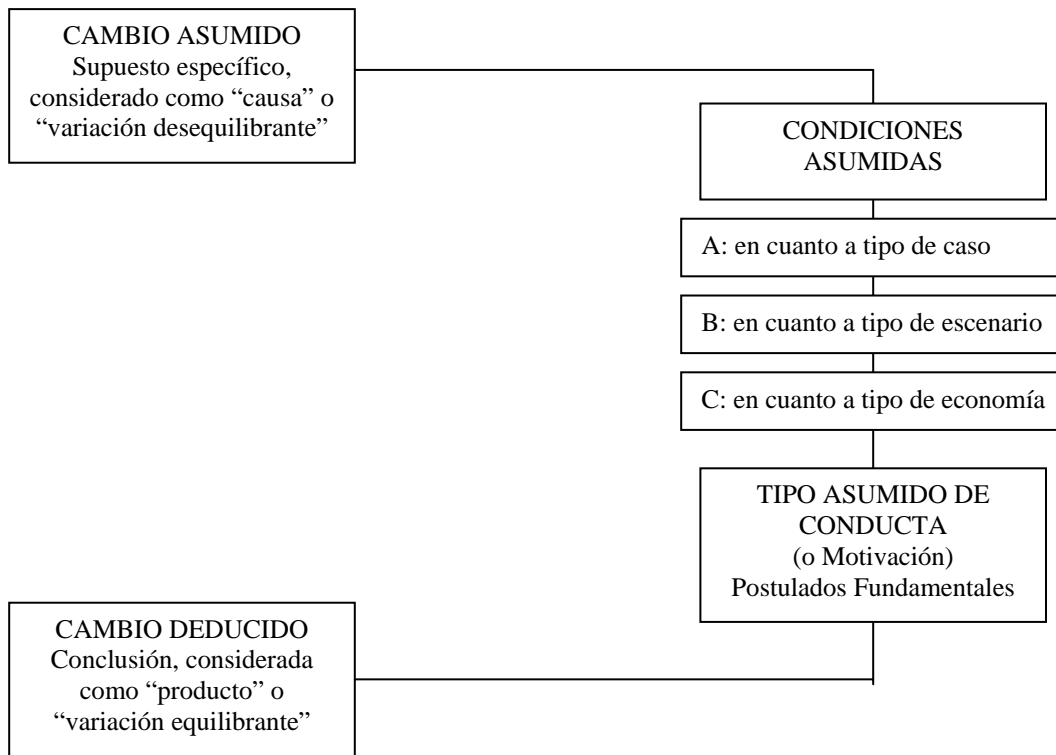 CAMBIO ASUMIDO
Supuesto específico,
considerado como “causa” o
“variación desequilibrante”
CONDICIONES
ASUMIDAS
A: en cuanto a tipo de caso
B: en cuanto a tipo de escenario
C: en cuanto a tipo de economía
TIPO ASUMIDO DE
CONDUCTA
(o Motivación)
Postulados Fundamentales
CAMBIO DEDUCIDO
Conclusión, considerada
como “producto” o
“variación equilibrante”